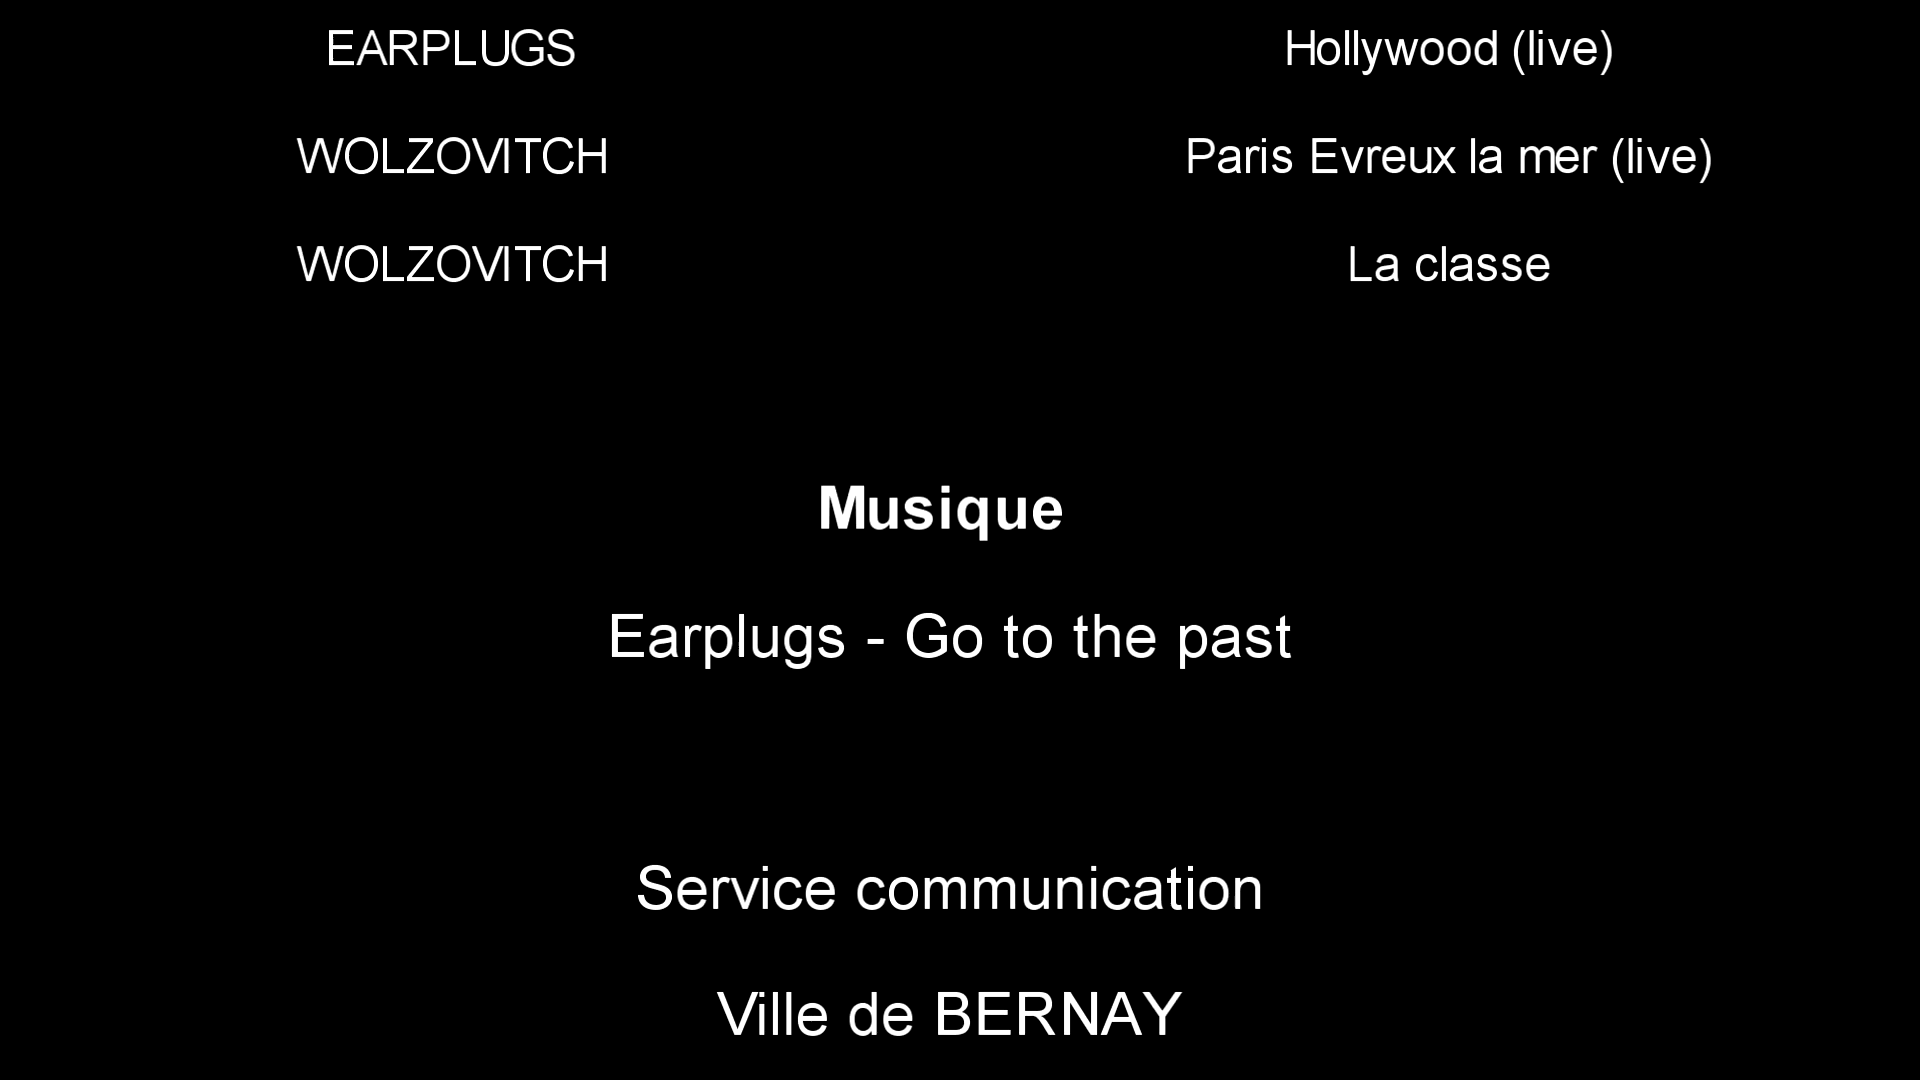 EARPLUGS Hollywood (live)
WOLZOVITCH Paris Evreux la mer (live)
WOLZOVITCH La classe
Musique
Earplugs - Go to the past
Service communication
Ville de BERNAY